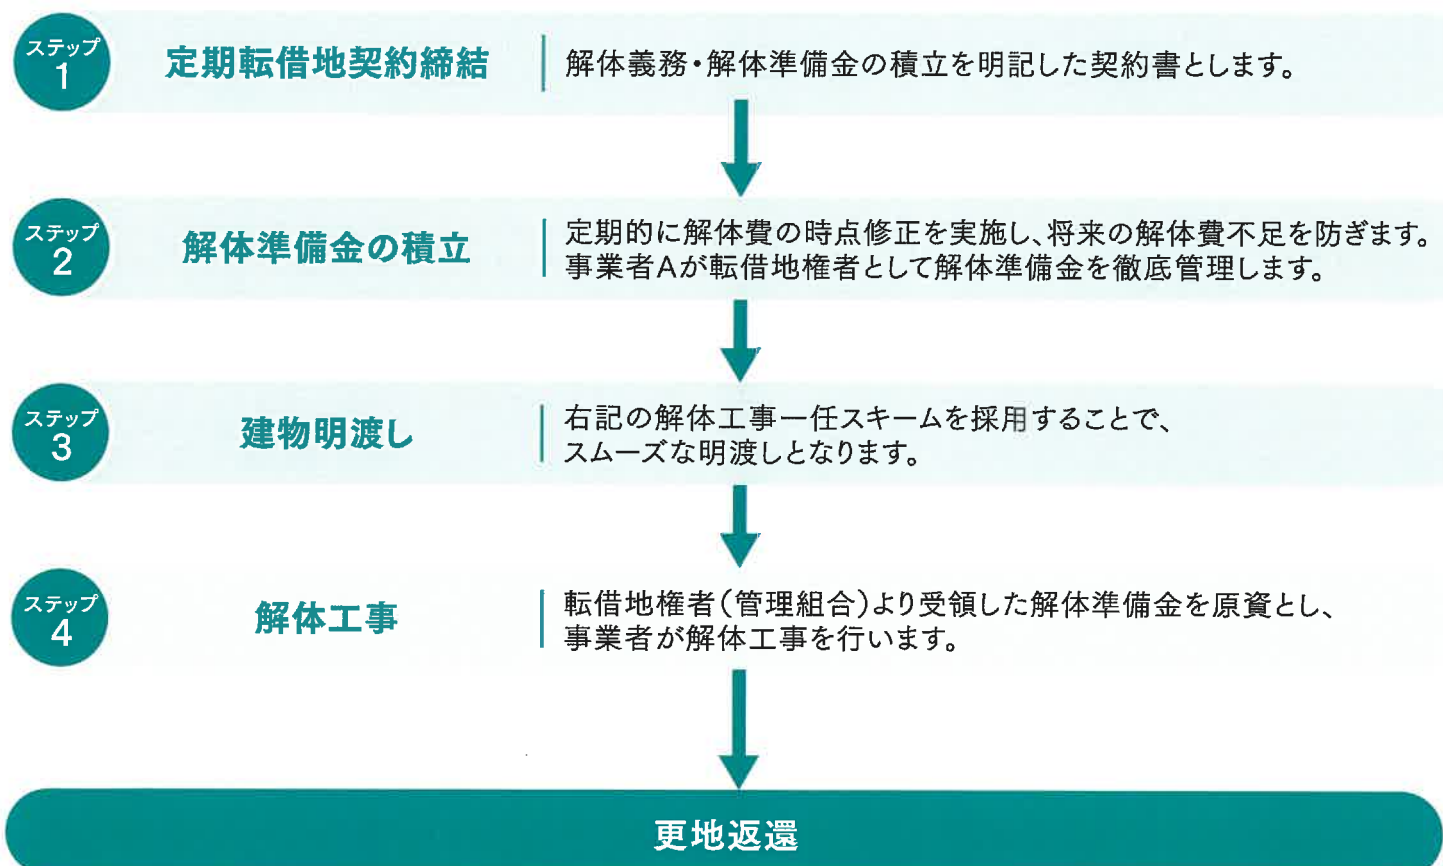 ステップ
1
定期転借地契約締結
解体義務・解体準備金の積立を明記した契約書とします。
ステップ
2
解体準備金の積立
定期的に解体費の時点修正を実施し、将来の解体費不足を防ぎます。
事業者Aが転借地権者として解体準備金を徹底管理します。
ステップ
3
建物明渡し
右記の解体工事一任スキームを採用することで、
スムーズな明渡しとなります。
ステップ
4
解体工事
転借地権者(管理組合)より受領した解体準備金を原資とし、
事業者が解体工事を行います。
更地返還